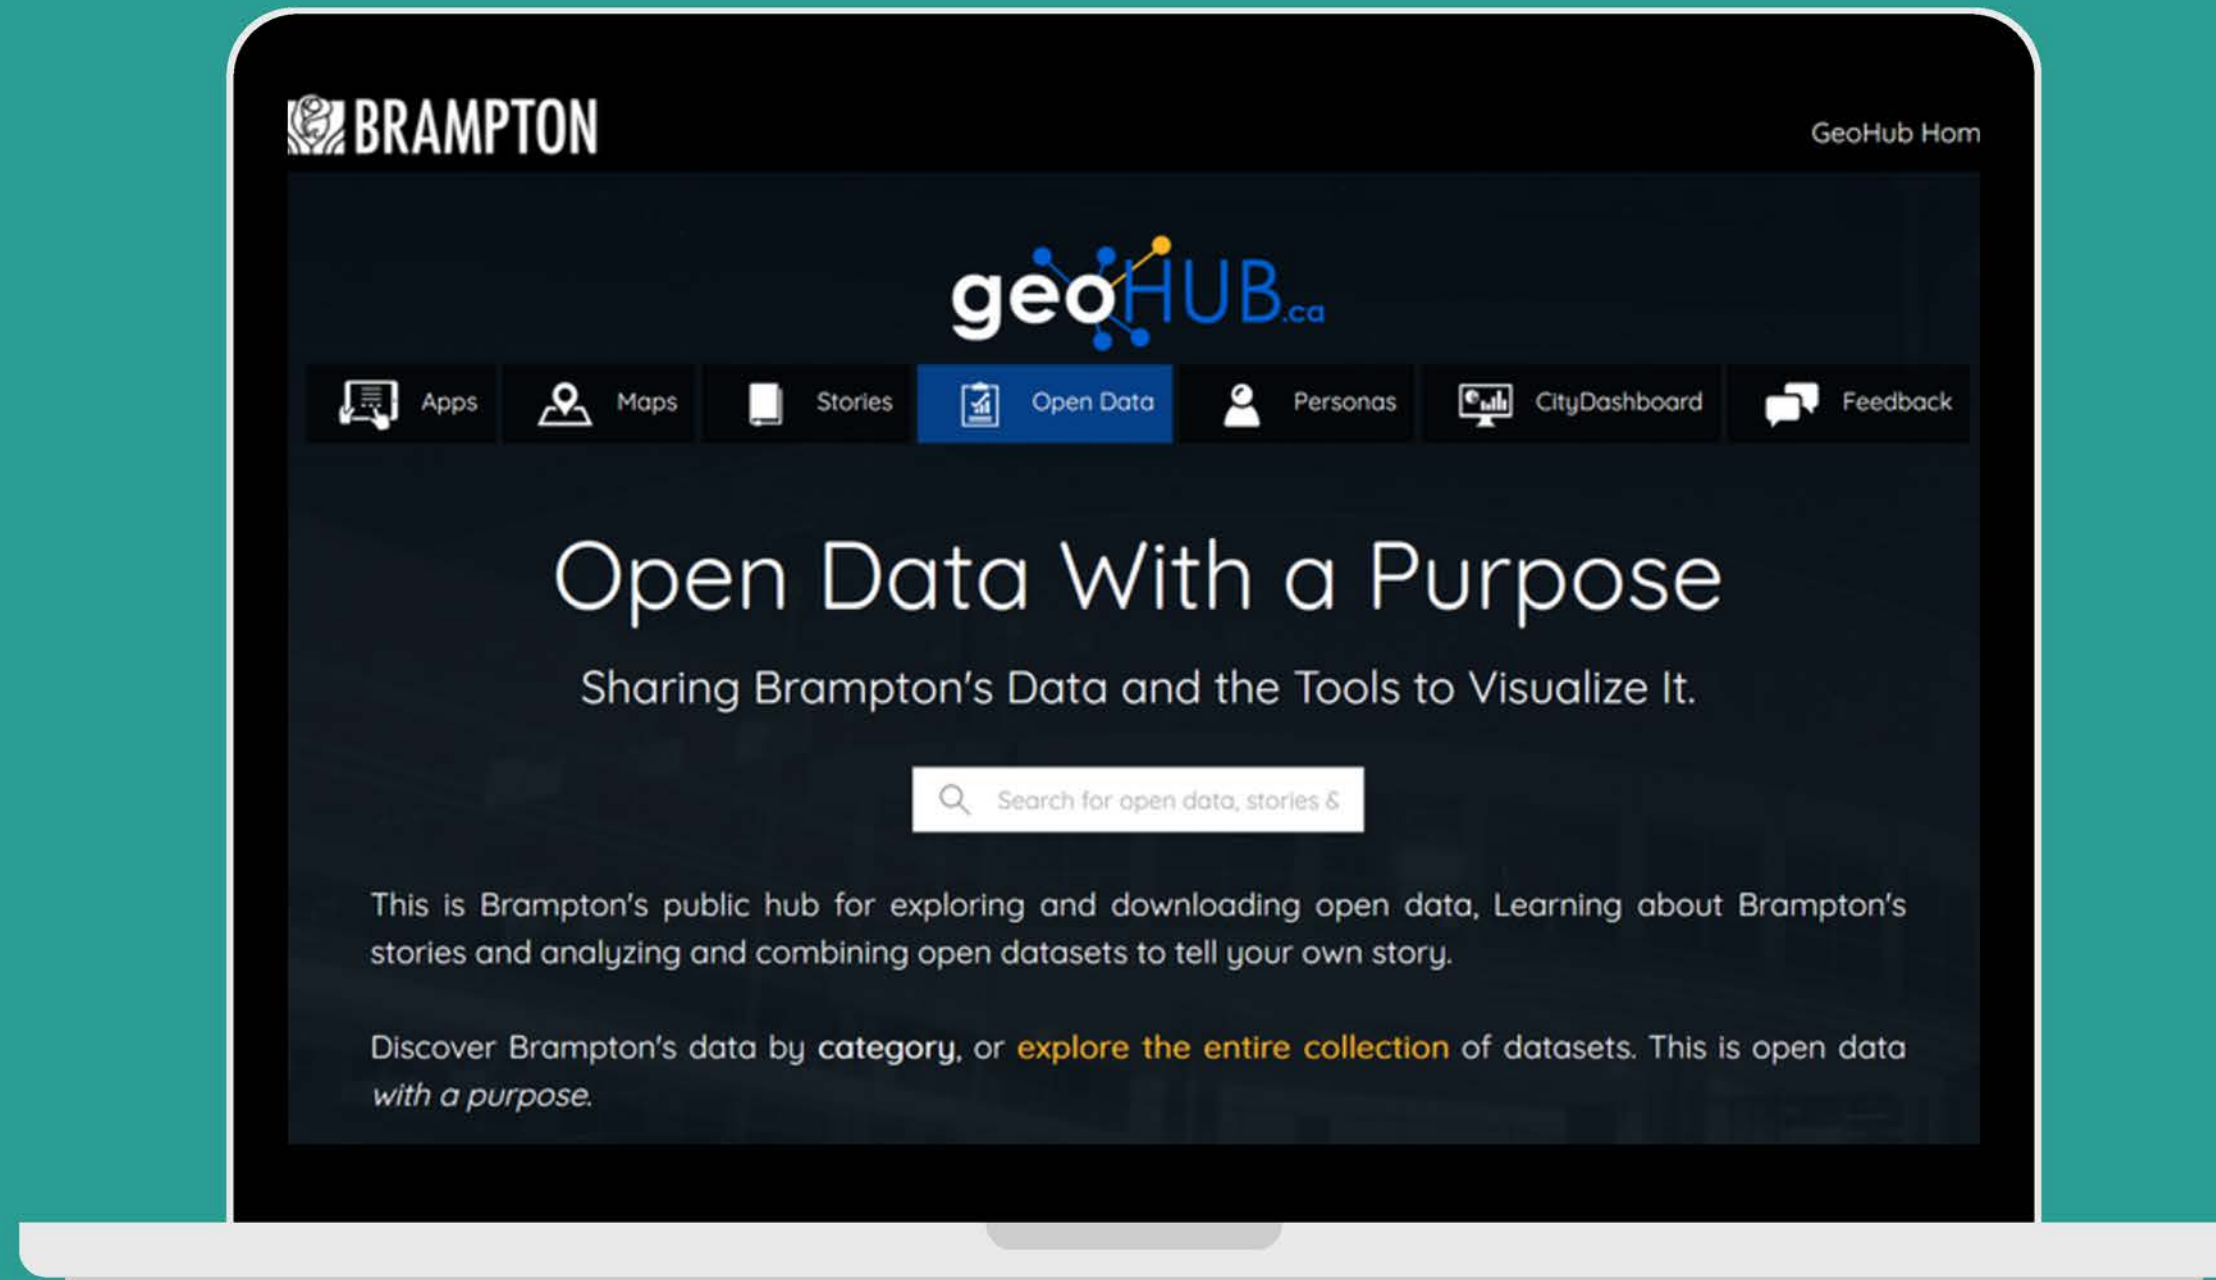 BRAMPTON
GeoHub Hom
geoHUB.ca
Apps
Maps
Stories
Open Data
Personas
CityDashboard
Feedback
Open Data With a Purpose
Sharing Brampton's Data and the Tools to Visualize It.
Search for open data, stories &
This is Brampton's public hub for exploring and downloading open data, Learning about Brampton's
stories and analyzing and combining open datasets to tell your own story.
Discover Brampton's data by category, or explore the entire collection of datasets. This is open data
with a purpose.